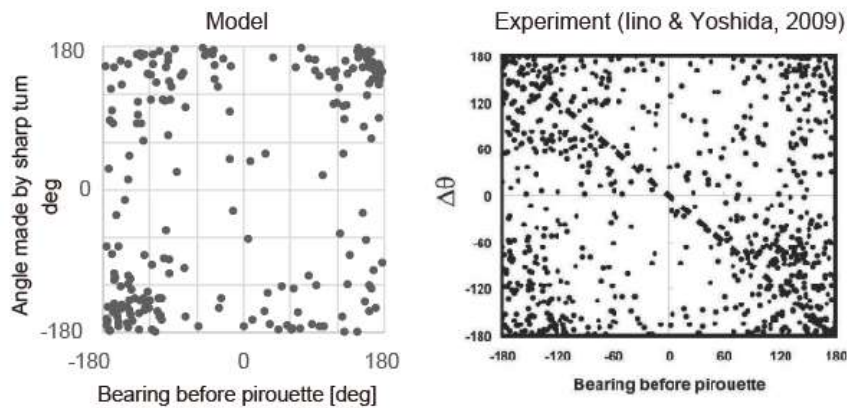 Model
180
0
-180
-180
0
180
Angle made by sharp turn
deg
Bearing before pirouette [deg]
Experiment (Iino & Yoshida, 2009)
180
120
60
0
-60
-120
-180
-180
-120
-60
0
60
120
180
Δθ
Bearing before pirouette